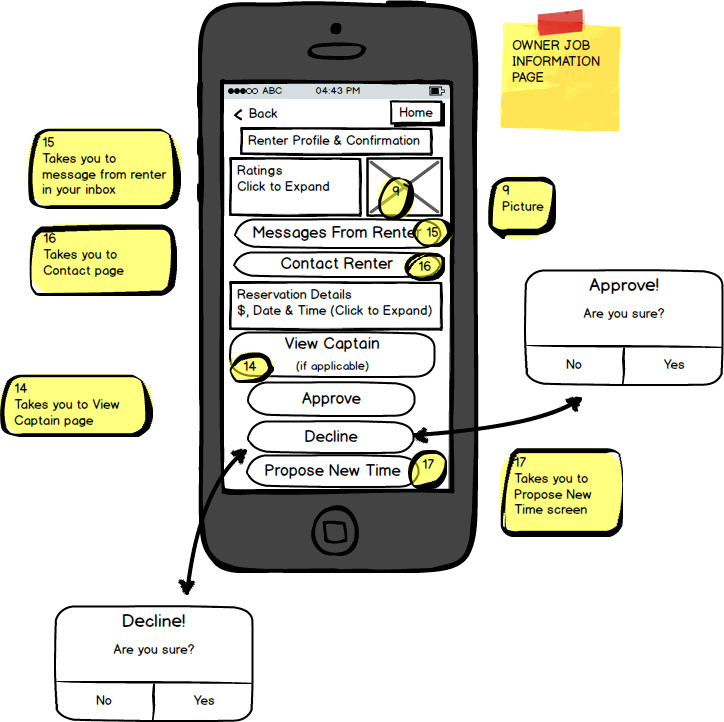 OWNER JOB
INFORMATION
PAGE
ABC 04:43 PM
Back Home
Renter Profile & Confirmation
Ratings
Click to Expand
9
Messages From Renter 15
Contact Renter 16
Reservation Details
$, Date & Time (Click to Expand)
View Captain
14 (if applicable)
Approve
Decline
Propose New Time 17
15
Takes you to
message from renter
in your inbox
16
Takes you to
Contact page
14
Takes you to View
Captain page
9
Picture
Approve!
Are you sure?
No Yes
17
Takes you to
Propose New
Time screen
Decline!
Are you sure?
No Yes